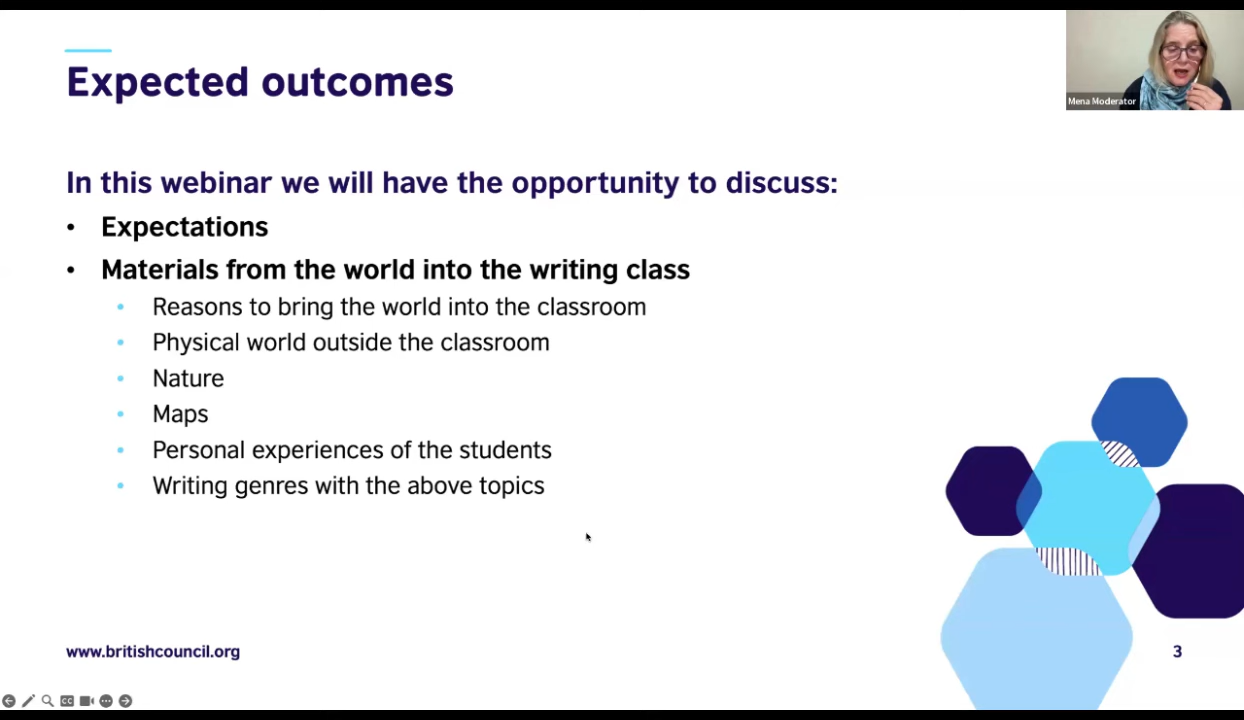 Expected outcomes
Mena Moderator
In this webinar we will have the opportunity to discuss:
• Expectations
• Materials from the world into the writing class
• Reasons to bring the world into the classroom
• Physical world outside the classroom
• Nature
• Maps
• Personal experiences of the students
• Writing genres with the above topics
www.britishcouncil.org
3
CC